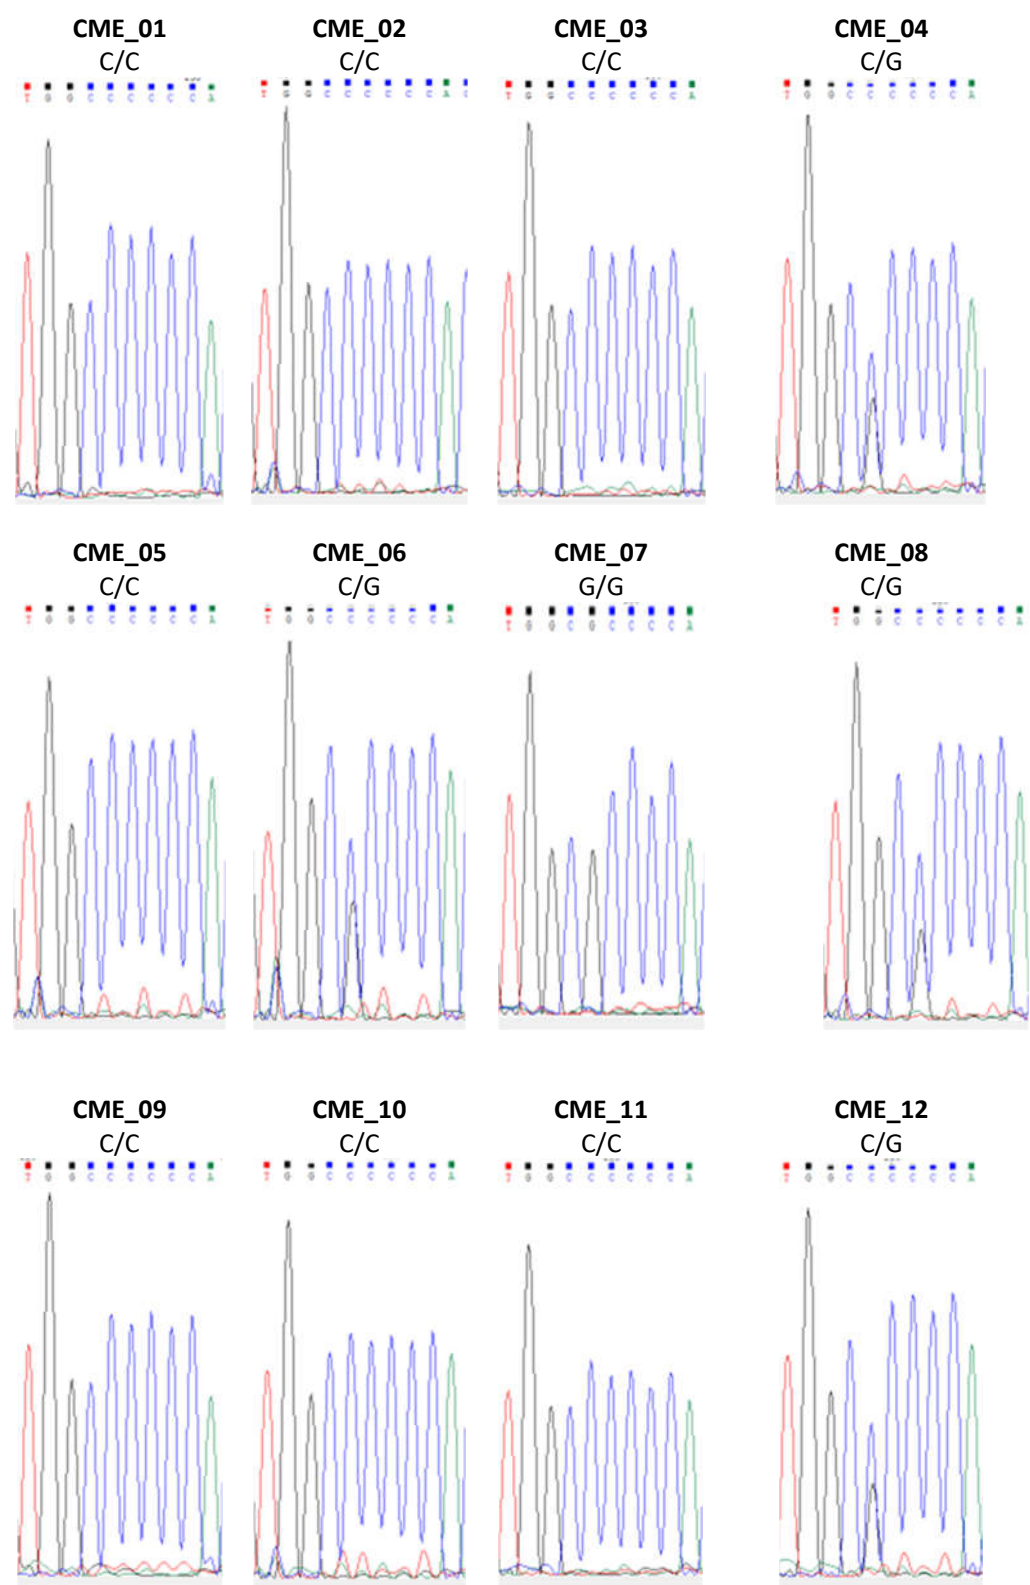 CME_01 CME_02 CME_03 CME_04
C/C C/C C/C C/G
T G G C C C C C C A T G G C C C C C C A C T G G C C C C C C A T G G C C C C C C A
CME_05 CME_06 CME_07 CME_08
C/C C/G G/G C/G
T G G C C C C C C A T G G C C C C C C A T G G C G C C C C A T G G C C C C C C A
CME_09 CME_10 CME_11 CME_12
C/C C/C C/C C/G
T G G C C C C C C A T G G C C C C C C A T G G C C C C C C A T G G C C C C C C A